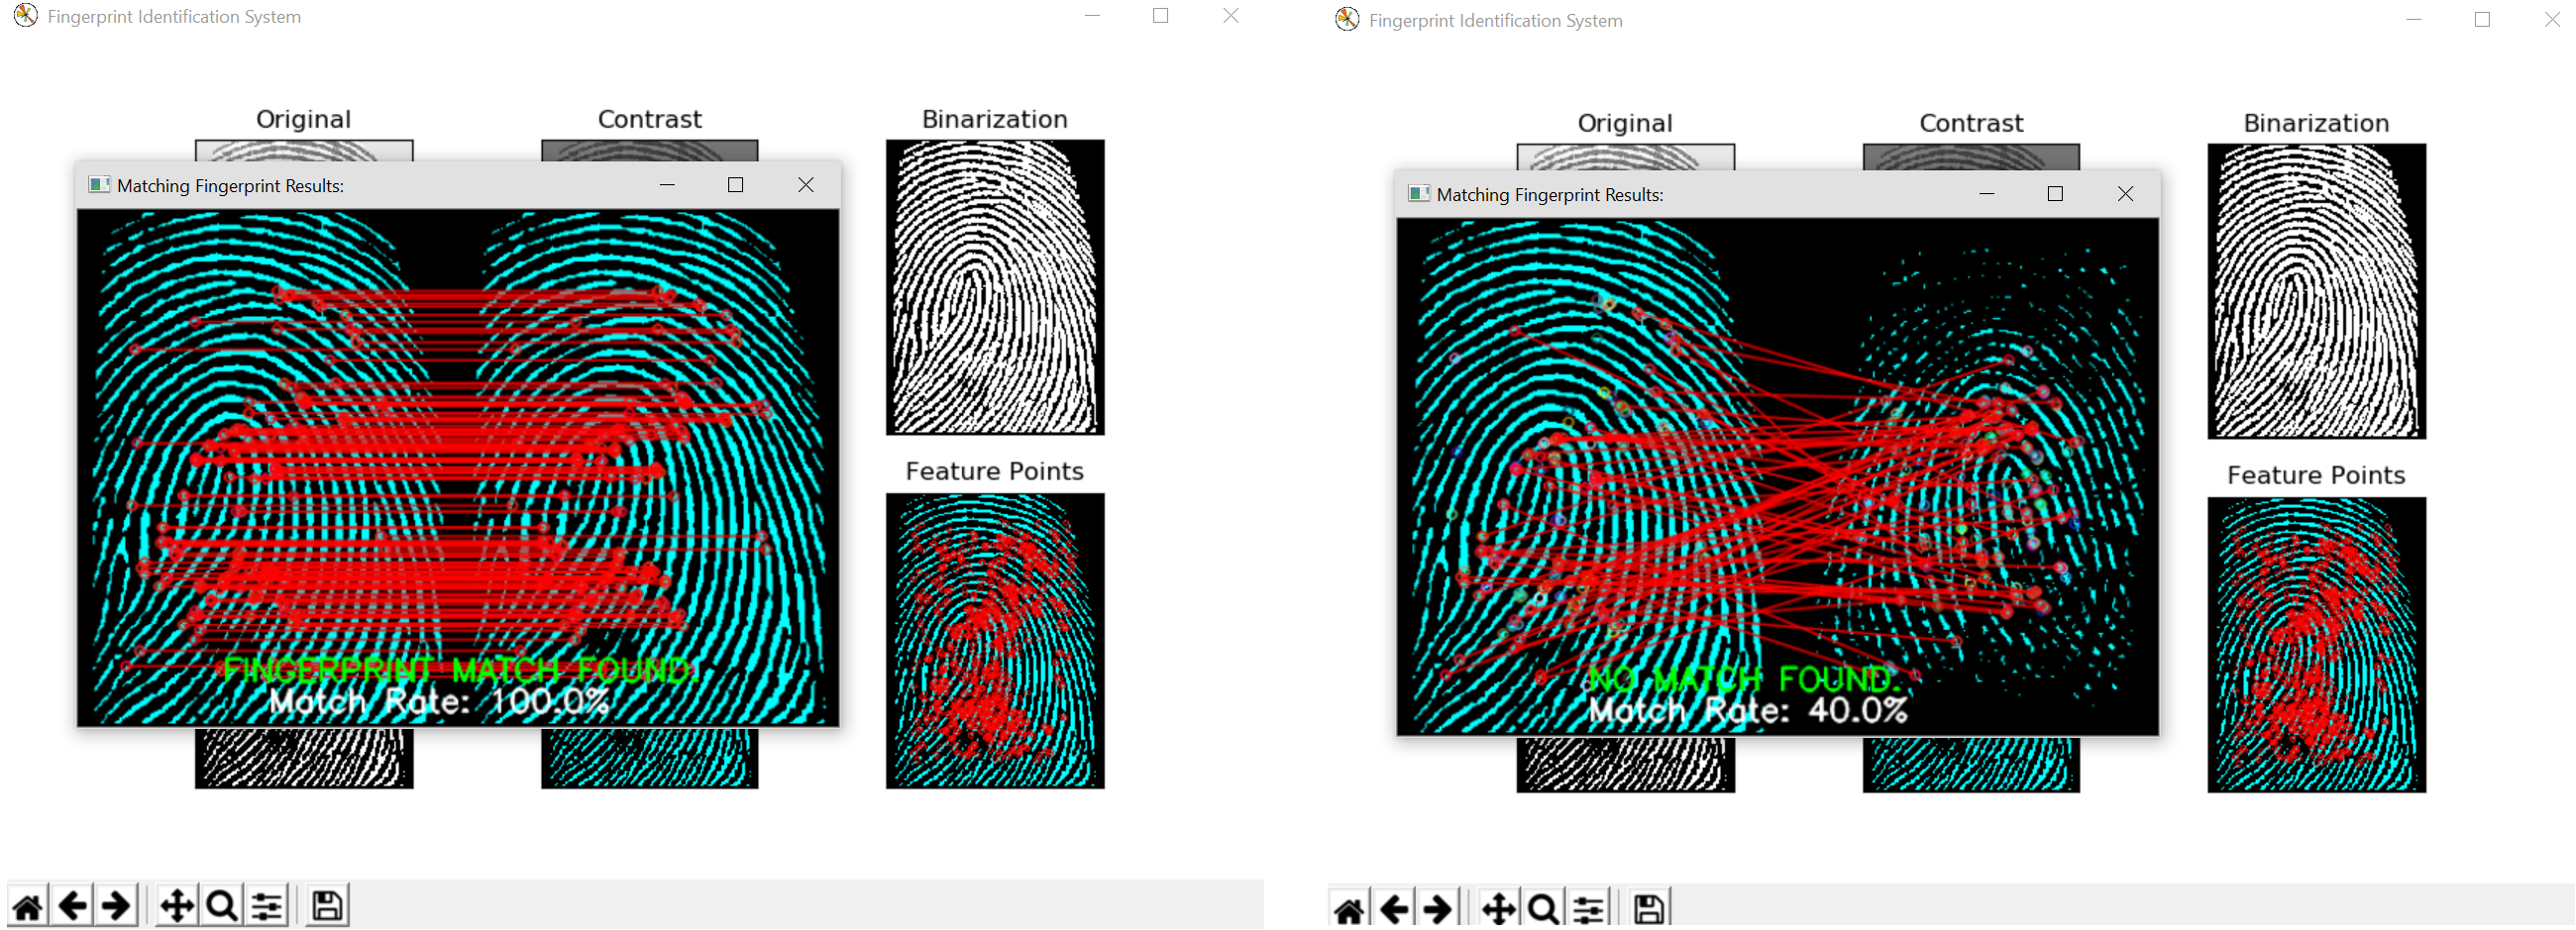 Fingerprint Identification System
Original
Contrast
Binarization
Matching Fingerprint Results:
Feature Points
FINGERPRINT MATCH FOUND.
Match Rate: 100.0%
Fingerprint Identification System
Original
Contrast
Binarization
Matching Fingerprint Results:
Feature Points
NO MATCH FOUND.
Match Rate: 40.0%